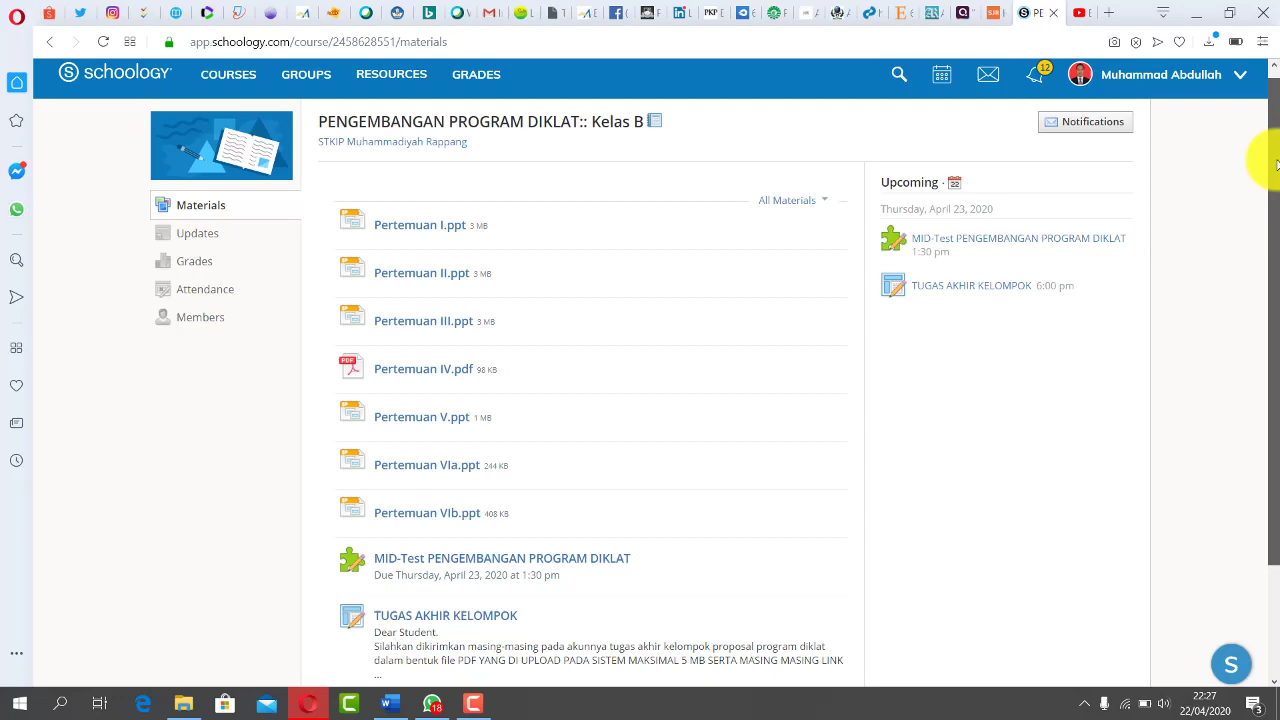 app.schoology.com/course/2458628551/materials
S schoology
COURSES
GROUPS
RESOURCES
GRADES
12
Muhammad Abdullah
PENGEMBANGAN PROGRAM DIKLAT:: Kelas B
STKIP Muhammadiyah Rappang
Notifications
Materials
Updates
Grades
Attendance
Members
All Materials
Pertemuan I.ppt 3 MB
Pertemuan II.ppt 3 MB
Pertemuan III.ppt 3 MB
PDF
Pertemuan IV.pdf 98 KB
Pertemuan V.ppt 1 MB
Pertemuan VIa.ppt 244 KB
Pertemuan VIb.ppt 408 KB
MID-Test PENGEMBANGAN PROGRAM DIKLAT
Due Thursday, April 23, 2020 at 1:30 pm
TUGAS AKHIR KELOMPOK
Dear Student.
Silahkan dikirimkan masing-masing pada akunnya tugas akhir kelompok proposal program diklat
dalam bentuk file PDF YANG DI UPLOAD PADA SISTEM MAKSIMAL 5 MB SERTA MASING MASING LINK
...
Upcoming · 22
Thursday, April 23, 2020
MID-Test PENGEMBANGAN PROGRAM DIKLAT
1:30 pm
TUGAS AKHIR KELOMPOK 6:00 pm
S
18
22:27
22/04/2020
3